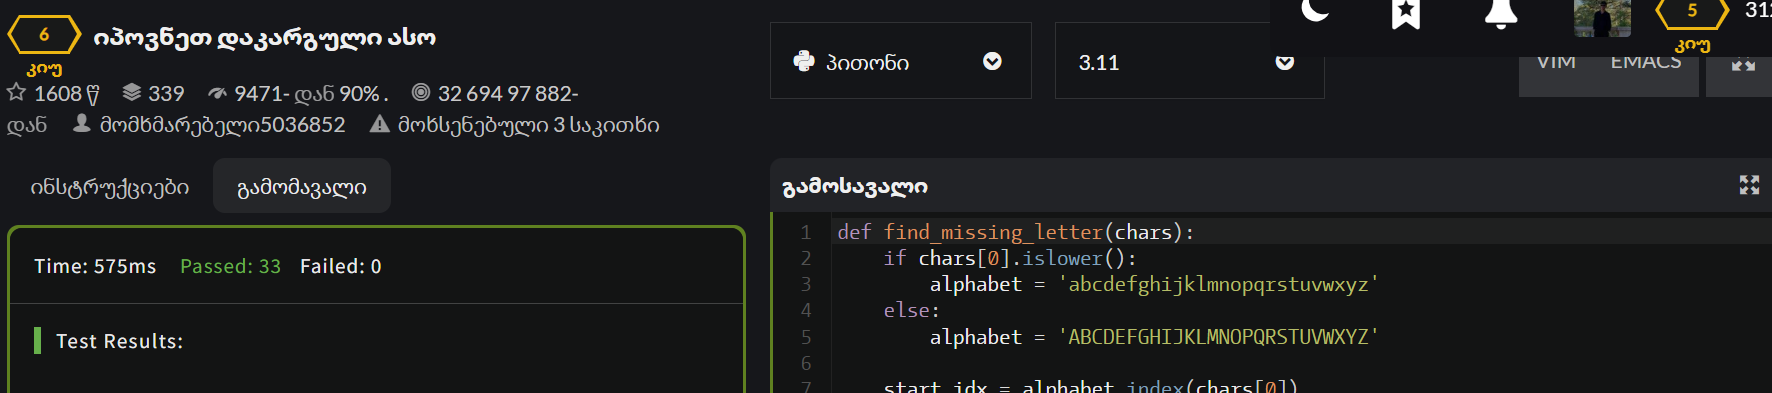 6 იპოვნეთ დაკარგული ასო
კიუ
1608 წ 339 9471- დან 90% . 32 694 97 882-
დან მომხმარებელი5036852 მოხსენებული 3 საკითხი
ინსტრუქციები გამომავალი
Time: 575ms Passed: 33 Failed: 0
Test Results:
5
კიუ
პითონი 3.11 VIM EMACS
გამოსავალი
1 def find_missing_letter(chars):
2 if chars[0].islower():
3 alphabet = 'abcdefghijklmnopqrstuvwxyz'
4 else:
5 alphabet = 'ABCDEFGHIJKLMNOPQRSTUVWXYZ'
6
7 start_idx = alphabet.index(chars[0])